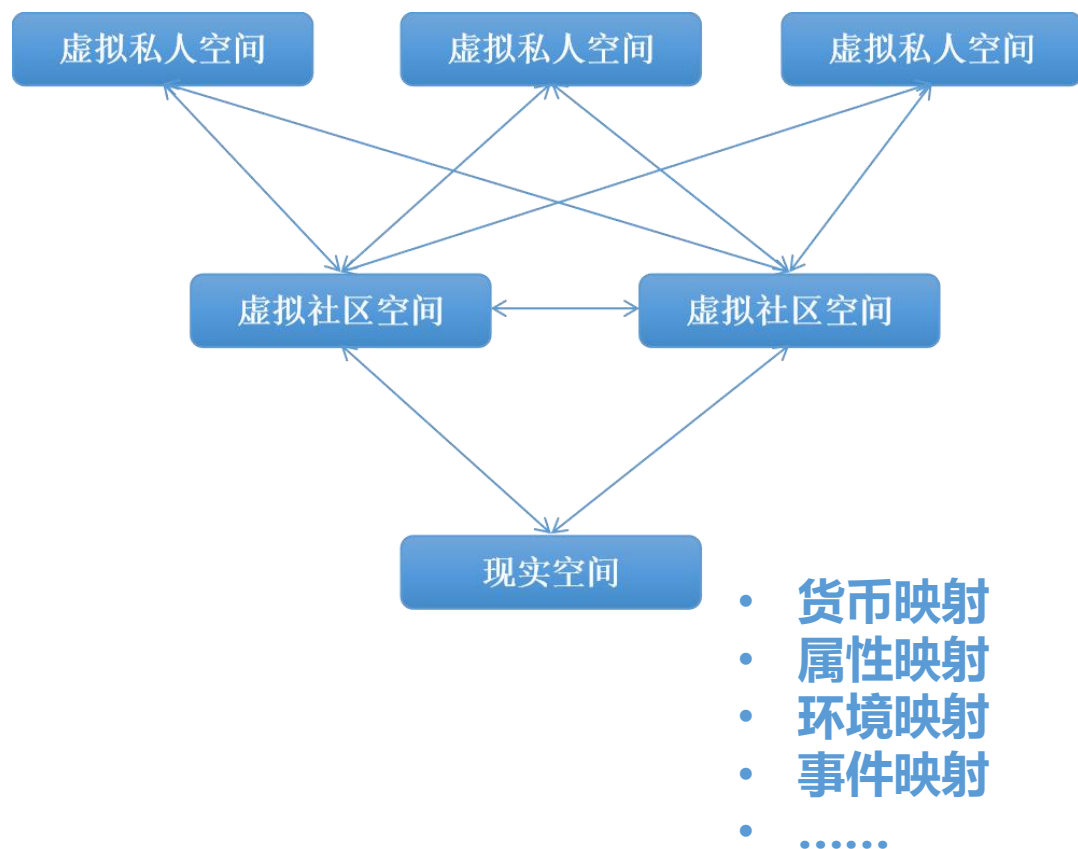 虚拟私人空间
虚拟私人空间
虚拟私人空间
虚拟社区空间
虚拟社区空间
现实空间
• 货币映射
• 属性映射
• 环境映射
• 事件映射
• ……